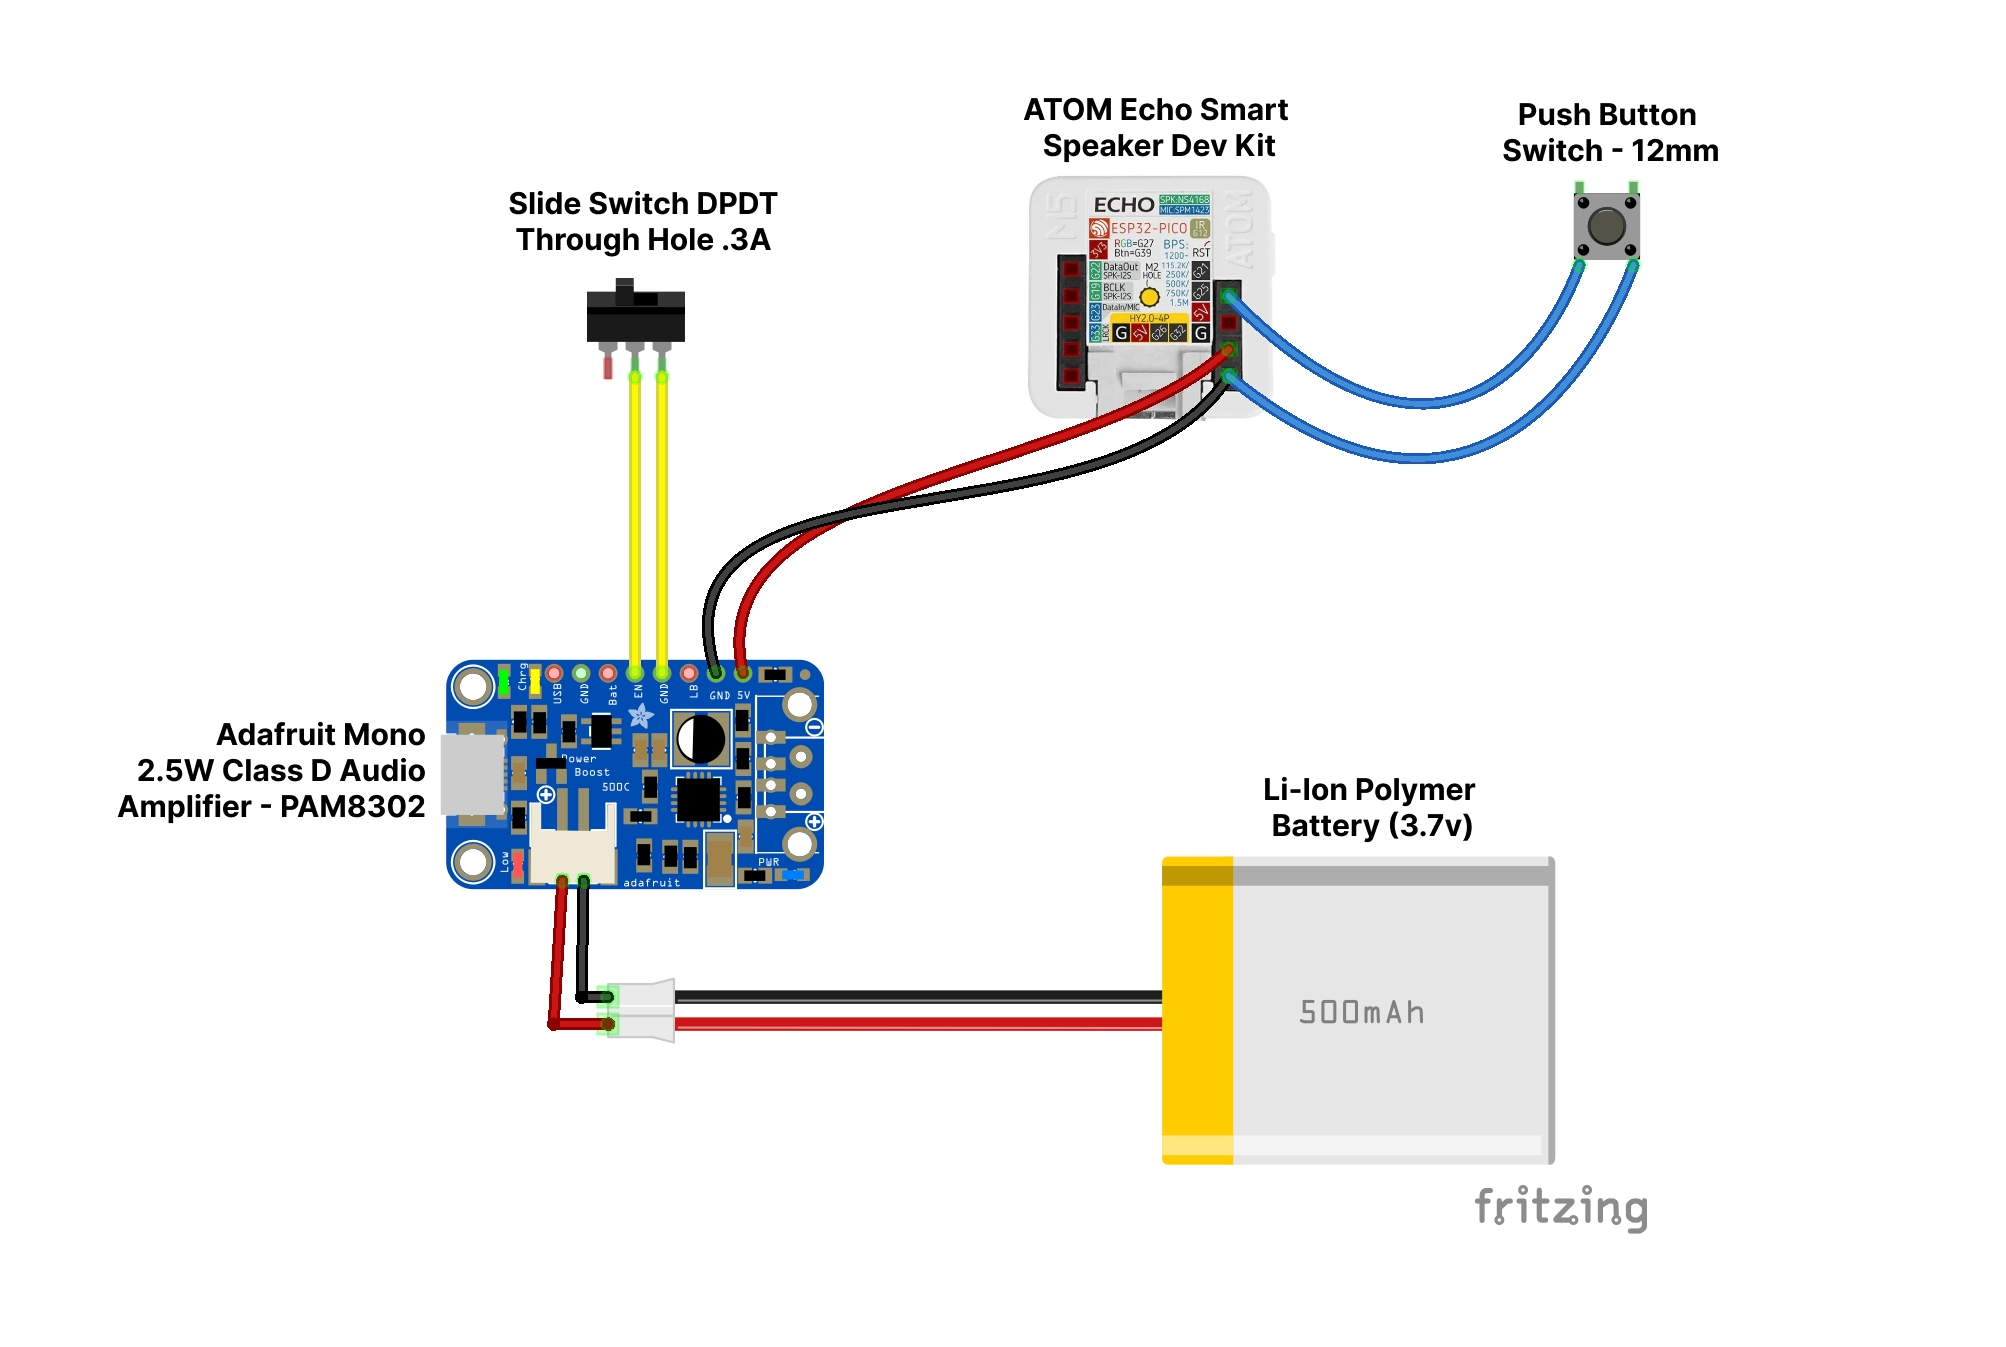 ATOM Echo Smart
Speaker Dev Kit
Push Button
Switch - 12mm
Slide Switch DPDT
Through Hole .3A
M5
ATOM
ECHO
SPK:NS4168
MIC:SPM1423
ESP32-PICO
IR
G12
3V3
RGB=G27
Btn=G39
BPS:
1200-
115.2K/
250K/
500K/
750K/
1.5M
RST
G22
DataOut
SPK-I2S
M2
HOLE
G21
G19
BCLK
SPK-I2S
G25
G23
DataIn/MIC
5V
G33
HY2.0-4P
G
5V
G26
G32
G
Chrg
USB
GND
Bat
EN
GND
LB
GND
5V
Adafruit Mono
2.5W Class D Audio
Amplifier - PAM8302
Power
Boost
500C
Low
adafruit
PWR
Li-Ion Polymer
Battery (3.7v)
500mAh
fritzing